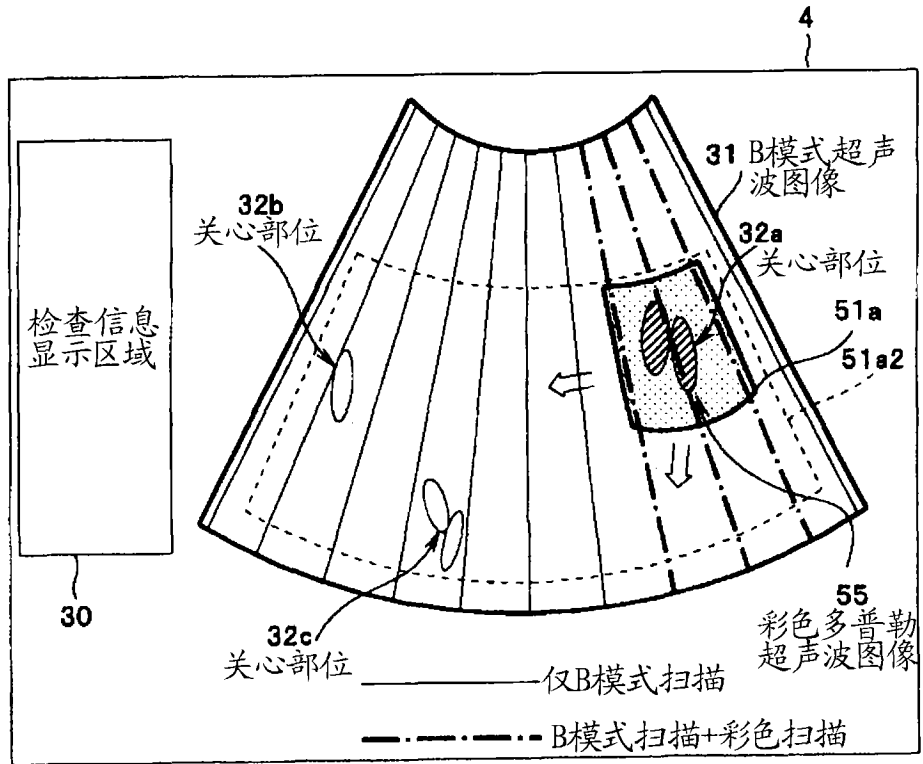 4
31 B模式超声
波图像
32b
关心部位
32a
关心部位
检查信息
显示区域
51a
51a2
30
32c
关心部位
55
彩色多普勒
超声波图像
仅B模式扫描
B模式扫描+彩色扫描